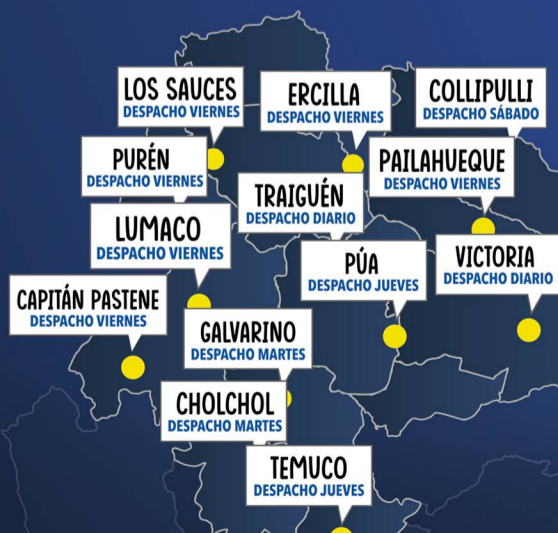 LOS SAUCES
DESPACHO VIERNES
ERCILLA
DESPACHO VIERNES
COLLIPULLI
DESPACHO SÁBADO
PURÉN
DESPACHO VIERNES
TRAIGUÉN
DESPACHO DIARIO
PAILAHUEQUE
DESPACHO VIERNES
LUMACO
DESPACHO VIERNES
PÚA
DESPACHO JUEVES
VICTORIA
DESPACHO DIARIO
CAPITÁN PASTENE
DESPACHO VIERNES
GALVARINO
DESPACHO MARTES
CHOLCHOL
DESPACHO MARTES
TEMUCO
DESPACHO JUEVES